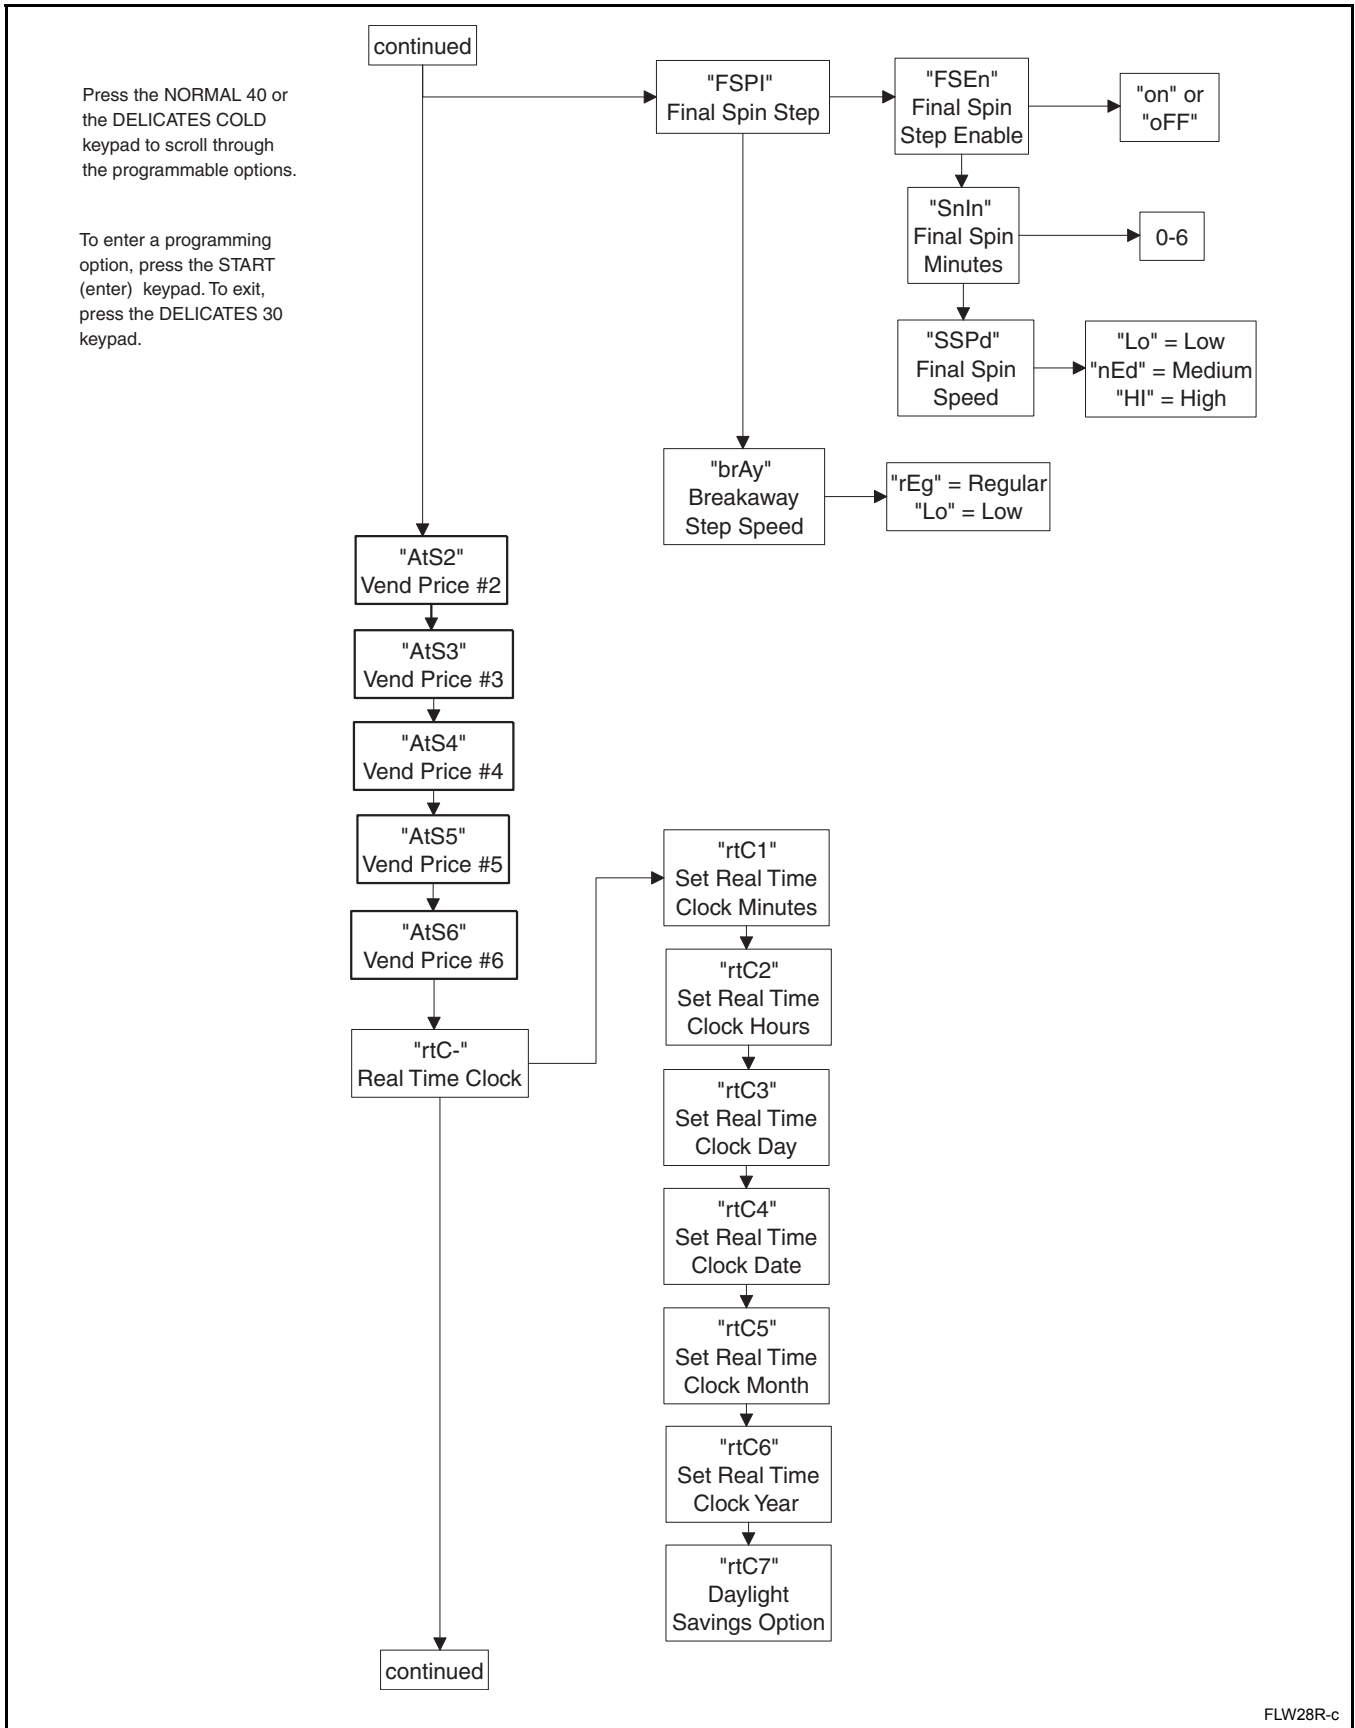 continued
Press the NORMAL 40 or
the DELICATES COLD
keypad to scroll through
the programmable options.
To enter a programming
option, press the START
(enter) keypad. To exit,
press the DELICATES 30
keypad.
"FSPI"
Final Spin Step
"FSEn"
Final Spin
Step Enable
"on" or
"oFF"
"SnIn"
Final Spin
Minutes
0-6
"SSPd"
Final Spin
Speed
"Lo" = Low
"nEd" = Medium
"HI" = High
"brAy"
Breakaway
Step Speed
"rEg" = Regular
"Lo" = Low
"AtS2"
Vend Price #2
"AtS3"
Vend Price #3
"AtS4"
Vend Price #4
"AtS5"
Vend Price #5
"AtS6"
Vend Price #6
"rtC-"
Real Time Clock
"rtC1"
Set Real Time
Clock Minutes
"rtC2"
Set Real Time
Clock Hours
"rtC3"
Set Real Time
Clock Day
"rtC4"
Set Real Time
Clock Date
"rtC5"
Set Real Time
Clock Month
"rtC6"
Set Real Time
Clock Year
"rtC7"
Daylight
Savings Option
continued
FLW28R-c